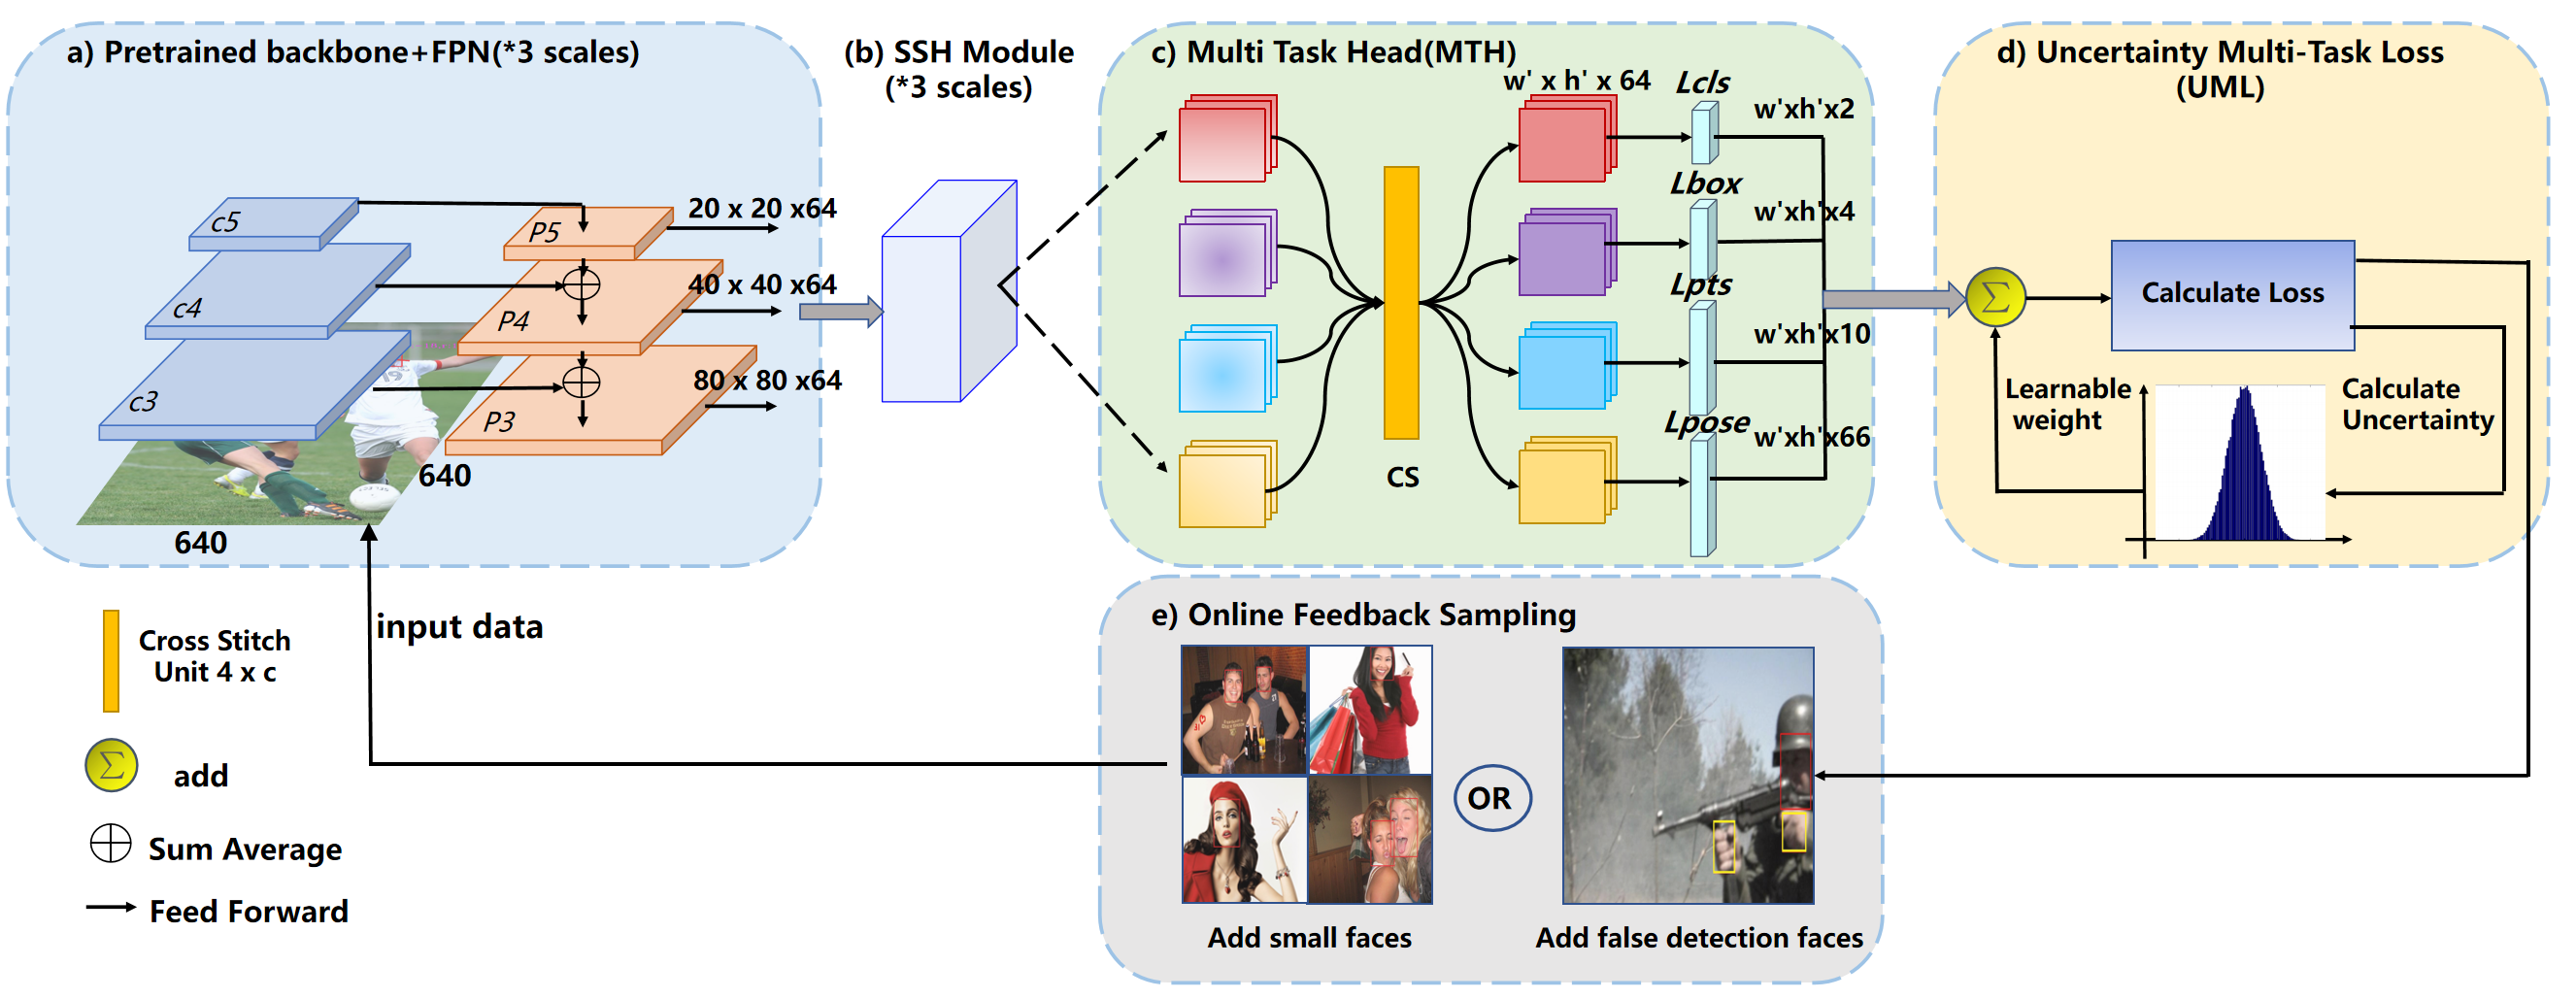 a) Pretrained backbone+FPN(*3 scales)
c5
c4
c3
P5
P4
P3
20 x 20 x64
40 x 40 x64
80 x 80 x64
640
640
(b) SSH Module
(*3 scales)
c) Multi Task Head(MTH)
w' x h' x 64
Lcls
w'xh'x2
Lbox
w'xh'x4
Lpts
w'xh'x10
Lpose
w'xh'x66
CS
d) Uncertainty Multi-Task Loss
(UML)
Σ
Calculate Loss
Learnable
weight
Calculate
Uncertainty
input data
Cross Stitch
Unit 4 x c
Σ
add
Sum Average
Feed Forward
e) Online Feedback Sampling
OR
Add small faces
Add false detection faces